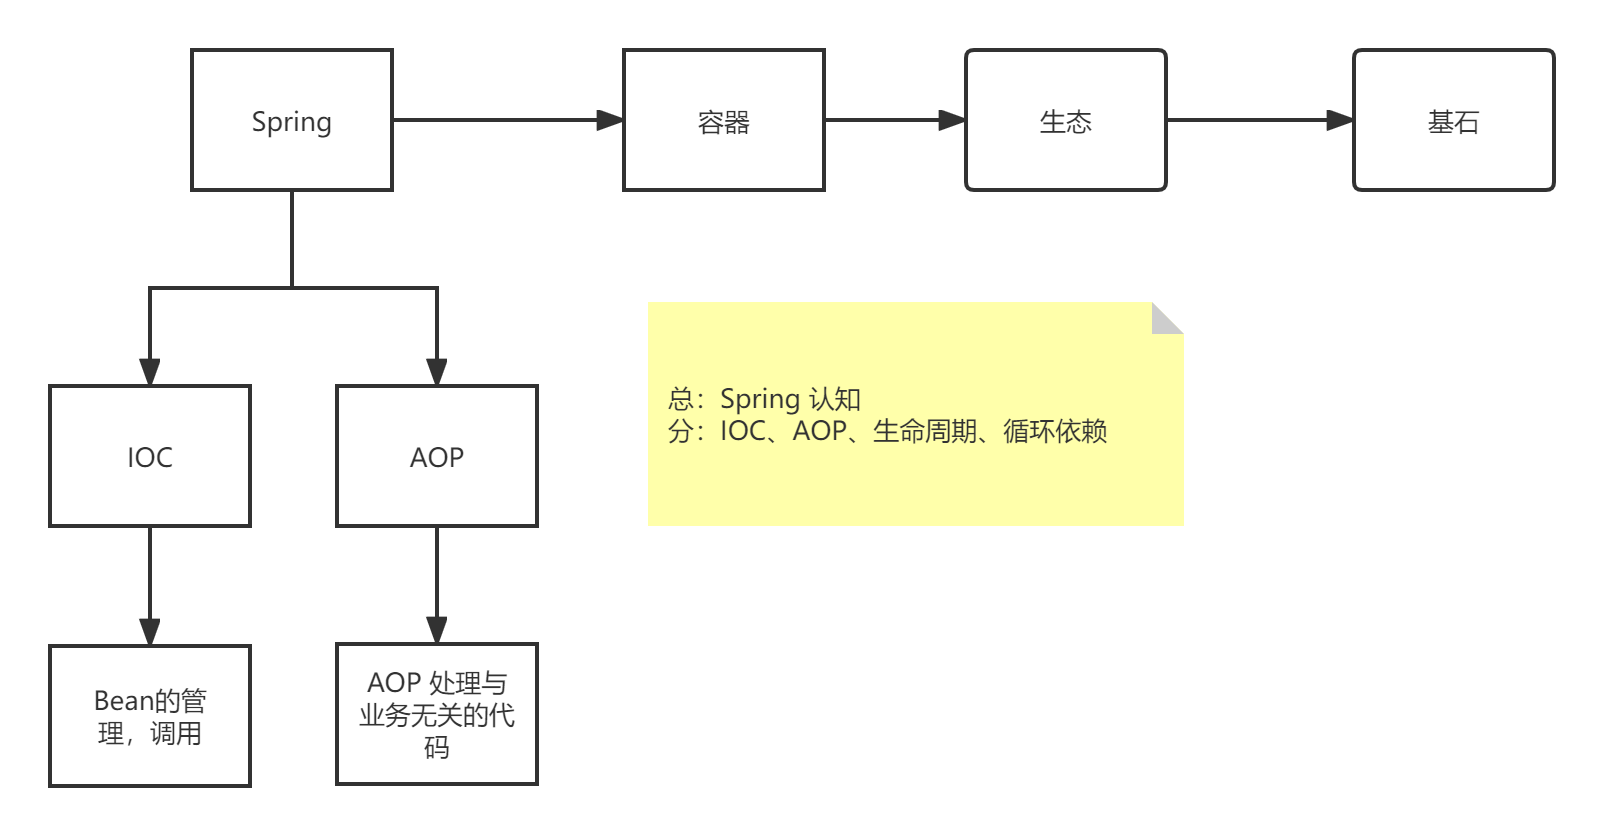 Spring
容器
生态
基石
总：Spring 认知
分：IOC、AOP、生命周期、循环依赖
IOC
AOP
Bean的管
理，调用
AOP 处理与
业务无关的代
码